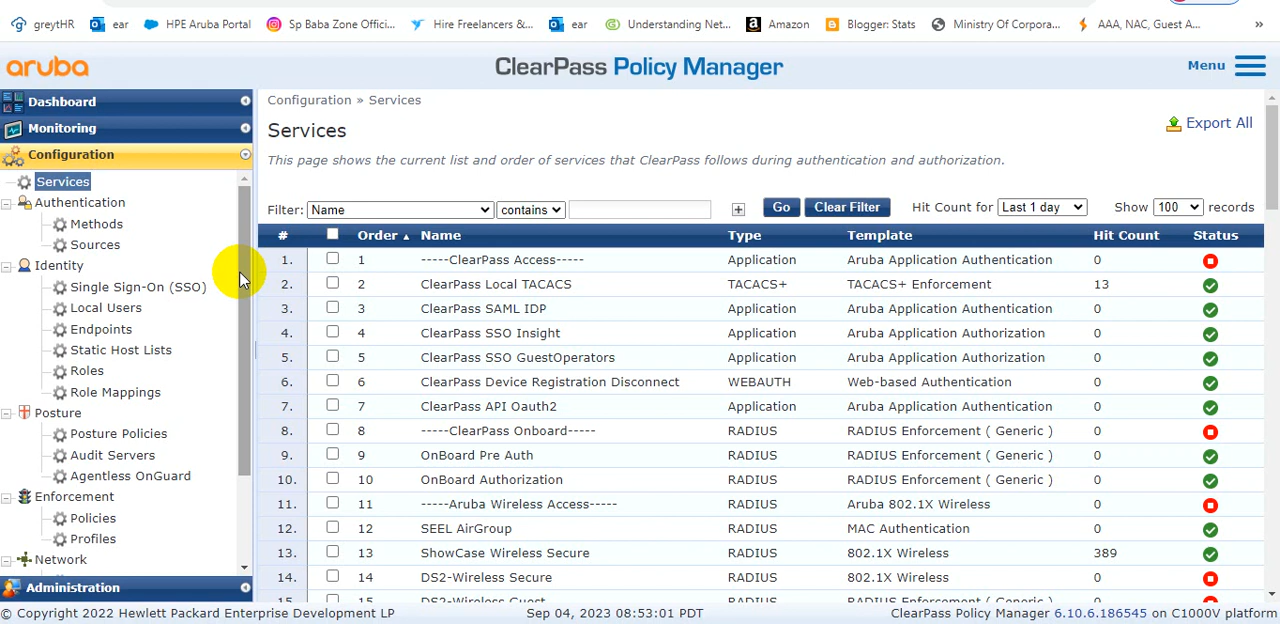 greytHR ear HPE Aruba Portal Sp Baba Zone Offici... Hire Freelancers &... ear Understanding Net... Amazon Blogger: Stats Ministry Of Corpora... AAA, NAC, Guest A... »
aruba
ClearPass Policy Manager
Menu
Dashboard
Monitoring
Configuration
Services
Authentication
Methods
Sources
Identity
Single Sign-On (SSO)
Local Users
Endpoints
Static Host Lists
Roles
Role Mappings
Posture
Posture Policies
Audit Servers
Agentless OnGuard
Enforcement
Policies
Profiles
Network
Administration
Configuration » Services
Services
Export All
This page shows the current list and order of services that ClearPass follows during authentication and authorization.
Filter: Name contains + Go Clear Filter Hit Count for Last 1 day Show 100 records
# Order ▲ Name Type Template Hit Count Status
1. 1 -----ClearPass Access----- Application Aruba Application Authentication 0
2. 2 ClearPass Local TACACS TACACS+ TACACS+ Enforcement 13
3. 3 ClearPass SAML IDP Application Aruba Application Authentication 0
4. 4 ClearPass SSO Insight Application Aruba Application Authorization 0
5. 5 ClearPass SSO GuestOperators Application Aruba Application Authorization 0
6. 6 ClearPass Device Registration Disconnect WEBAUTH Web-based Authentication 0
7. 7 ClearPass API Oauth2 Application Aruba Application Authentication 0
8. 8 -----ClearPass Onboard----- RADIUS RADIUS Enforcement ( Generic ) 0
9. 9 OnBoard Pre Auth RADIUS RADIUS Enforcement ( Generic ) 0
10. 10 OnBoard Authorization RADIUS RADIUS Enforcement ( Generic ) 0
11. 11 -----Aruba Wireless Access----- RADIUS Aruba 802.1X Wireless 0
12. 12 SEEL AirGroup RADIUS MAC Authentication 0
13. 13 ShowCase Wireless Secure RADIUS 802.1X Wireless 389
14. 14 DS2-Wireless Secure RADIUS 802.1X Wireless 0
15. 15 DS2-Wireless Guest RADIUS
© Copyright 2022 Hewlett Packard Enterprise Development LP Sep 04, 2023 08:53:01 PDT ClearPass Policy Manager 6.10.6.186545 on C1000V platform